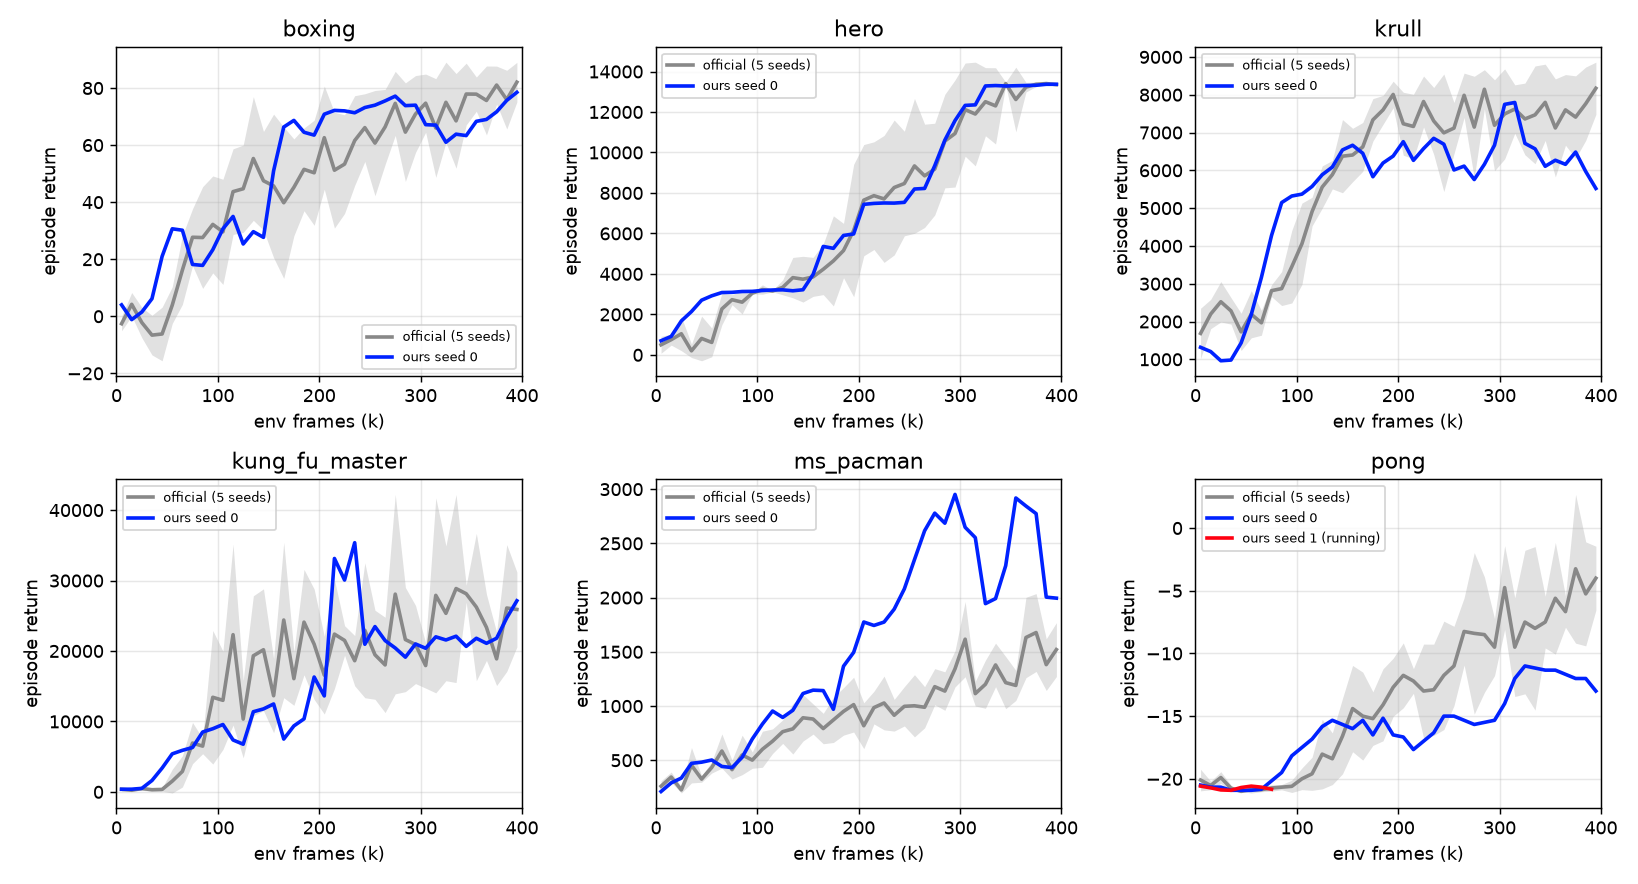 boxing
episode return
80
60
40
20
0
−20
official (5 seeds)
ours seed 0
0
100
200
300
400
env frames (k)
hero
episode return
14000
12000
10000
8000
6000
4000
2000
0
official (5 seeds)
ours seed 0
0
100
200
300
400
env frames (k)
krull
episode return
9000
8000
7000
6000
5000
4000
3000
2000
1000
official (5 seeds)
ours seed 0
0
100
200
300
400
env frames (k)
kung_fu_master
episode return
40000
30000
20000
10000
0
official (5 seeds)
ours seed 0
0
100
200
300
400
env frames (k)
ms_pacman
episode return
3000
2500
2000
1500
1000
500
official (5 seeds)
ours seed 0
0
100
200
300
400
env frames (k)
pong
episode return
0
−5
−10
−15
−20
official (5 seeds)
ours seed 0
ours seed 1 (running)
0
100
200
300
400
env frames (k)